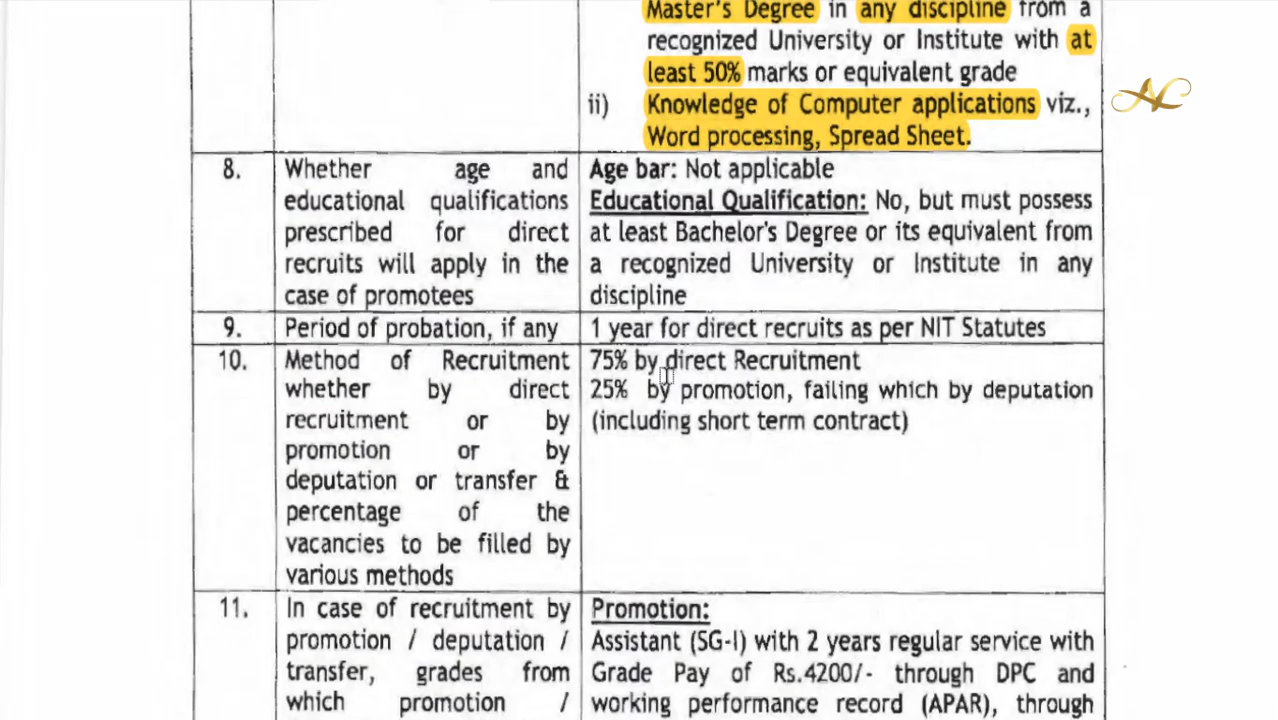 Master's Degree in any discipline from a
recognized University or Institute with at
least 50% marks or equivalent grade
ii) Knowledge of Computer applications viz.,
Word processing, Spread Sheet.
8. Whether age and
educational qualifications
prescribed for direct
recruits will apply in the
case of promotees
Age bar: Not applicable
Educational Qualification: No, but must possess
at least Bachelor's Degree or its equivalent from
a recognized University or Institute in any
discipline
9. Period of probation, if any
1 year for direct recruits as per NIT Statutes
10. Method of Recruitment
whether by direct
recruitment or by
promotion or by
deputation or transfer &
percentage of the
vacancies to be filled by
various methods
75% by direct Recruitment
25% by promotion, failing which by deputation
(including short term contract)
11. In case of recruitment by
promotion / deputation /
transfer, grades from
which promotion /
Promotion:
Assistant (SG-I) with 2 years regular service with
Grade Pay of Rs.4200/- through DPC and
working performance record (APAR), through
AC